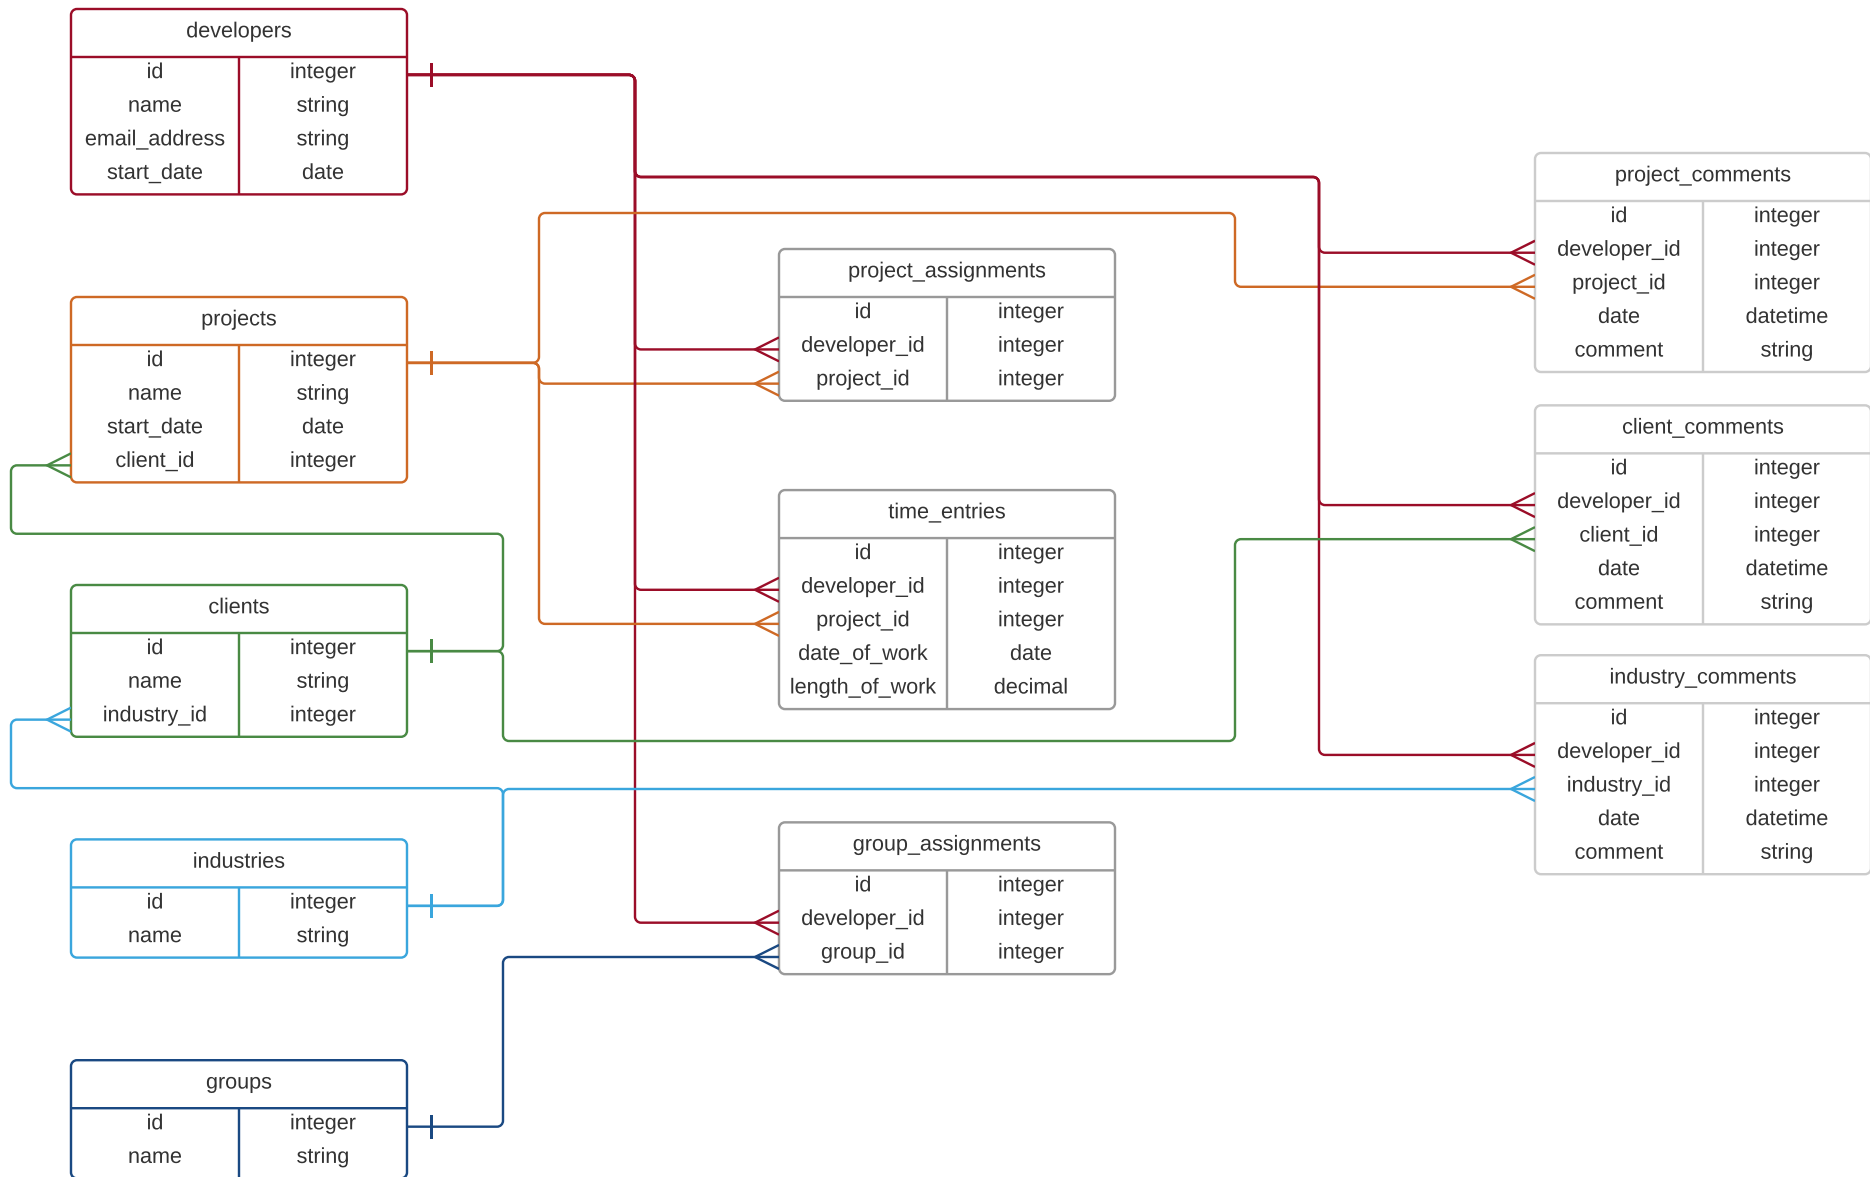 developers
id integer
name string
email_address string
start_date date
projects
id integer
name string
start_date date
client_id integer
clients
id integer
name string
industry_id integer
industries
id integer
name string
groups
id integer
name string
project_assignments
id integer
developer_id integer
project_id integer
time_entries
id integer
developer_id integer
project_id integer
date_of_work date
length_of_work decimal
group_assignments
id integer
developer_id integer
group_id integer
project_comments
id integer
developer_id integer
project_id integer
date datetime
comment string
client_comments
id integer
developer_id integer
client_id integer
date datetime
comment string
industry_comments
id integer
developer_id integer
industry_id integer
date datetime
comment string